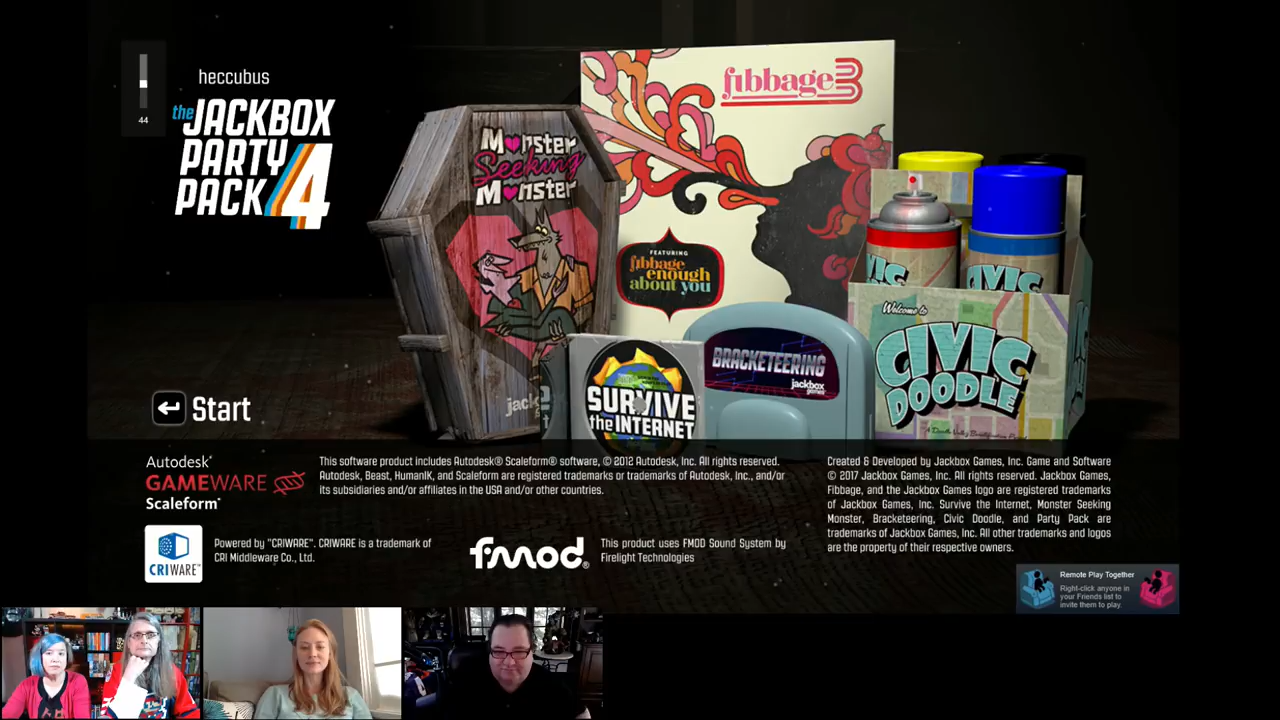 44
heccubus
the JACKBOX
PARTY
PACK 4
Monster
Seeking
Monster
fibbage 3
FEATURING
fibbage
enough
about you
SURVIVE
the INTERNET
BRACKETEERING
jackbox
games
Welcome to
CIVIC
DOODLE
Start
Autodesk®
GAMEWARE
Scaleform®
This software product includes Autodesk® Scaleform® software, © 2012 Autodesk, Inc. All rights reserved.
Autodesk, Beast, HumanIK, and Scaleform are registered trademarks or trademarks of Autodesk, Inc., and/or
its subsidiaries and/or affiliates in the USA and/or other countries.
CRIWARE™
Powered by "CRIWARE". CRIWARE is a trademark of
CRI Middleware Co., Ltd.
fmod®
This product uses FMOD Sound System by
Firelight Technologies
Created & Developed by Jackbox Games, Inc. Game and Software
© 2017 Jackbox Games, Inc. All rights reserved. Jackbox Games,
Fibbage, and the Jackbox Games logo are registered trademarks
of Jackbox Games, Inc. Survive the Internet, Monster Seeking
Monster, Bracketeering, Civic Doodle, and Party Pack are
trademarks of Jackbox Games, Inc. All other trademarks and logos
are the property of their respective owners.
Remote Play Together
Right-click anyone in
your Friends list to
invite them to play.